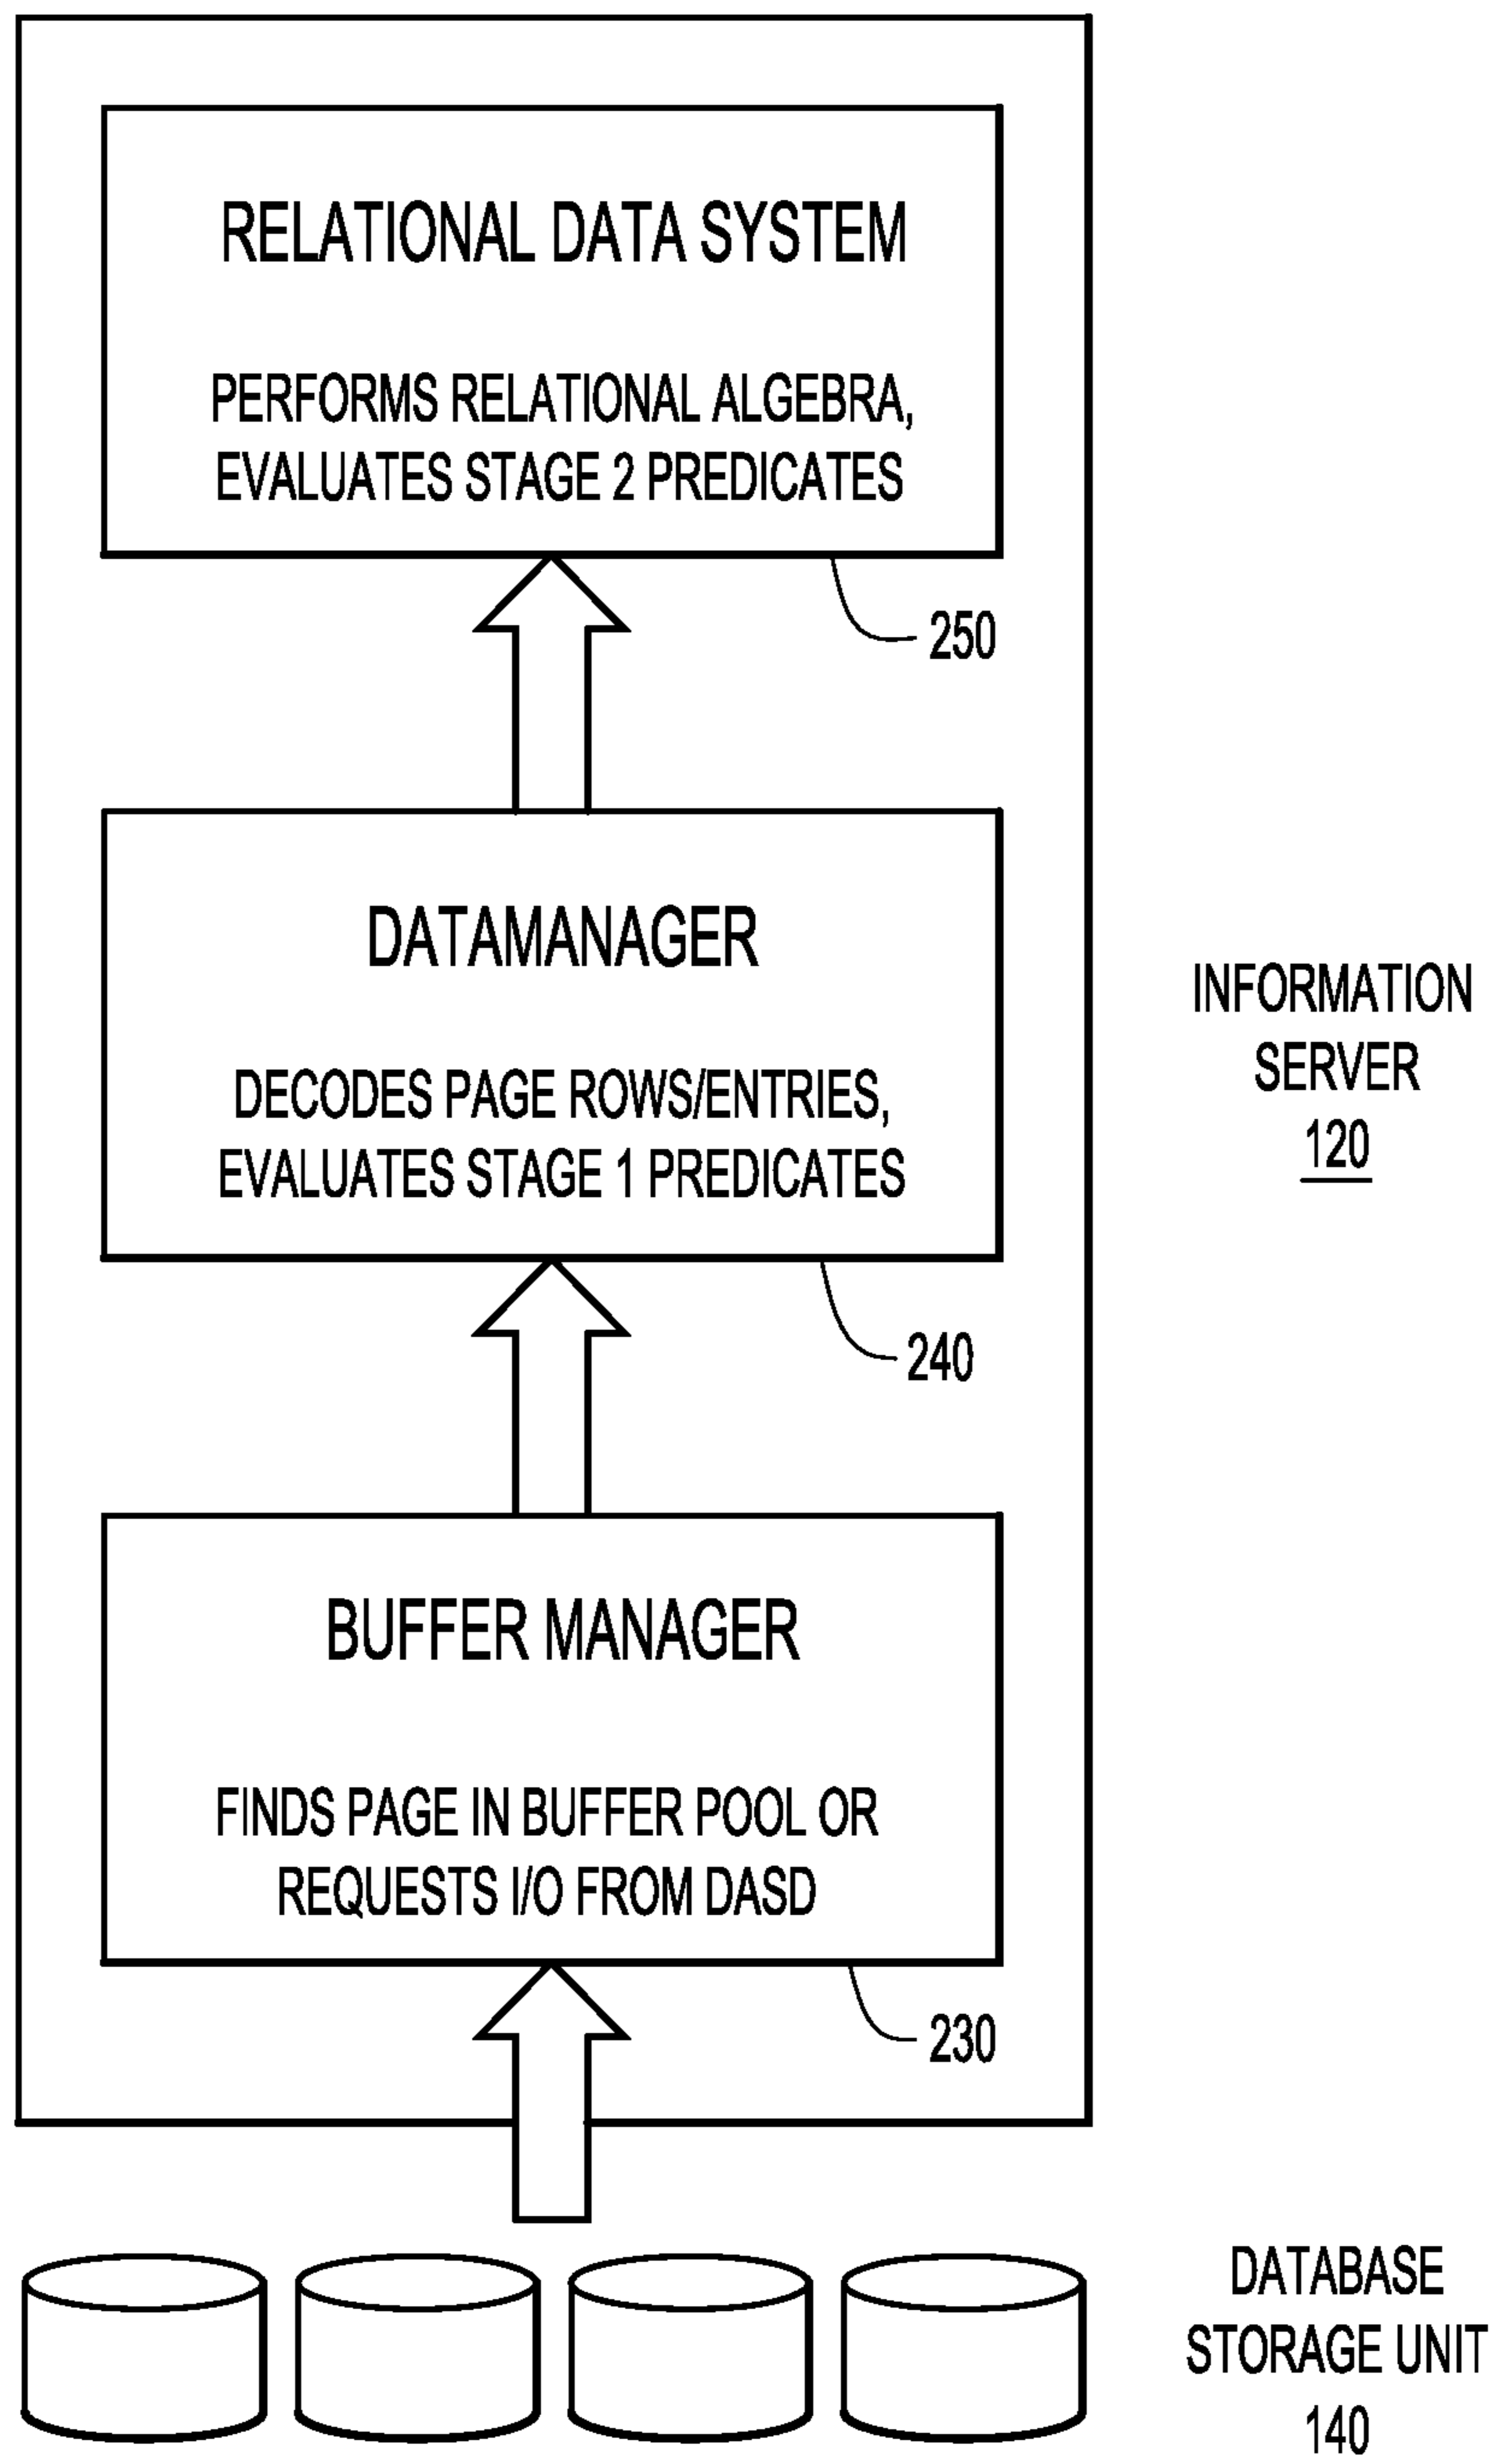 RELATIONAL DATA SYSTEM
PERFORMS RELATIONAL ALGEBRA,
EVALUATES STAGE 2 PREDICATES
250
DATAMANAGER
DECODES PAGE ROWS/ENTRIES,
EVALUATES STAGE 1 PREDICATES
240
INFORMATION
SERVER
120
BUFFER MANAGER
FINDS PAGE IN BUFFER POOL OR
REQUESTS I/O FROM DASD
230
DATABASE
STORAGE UNIT
140